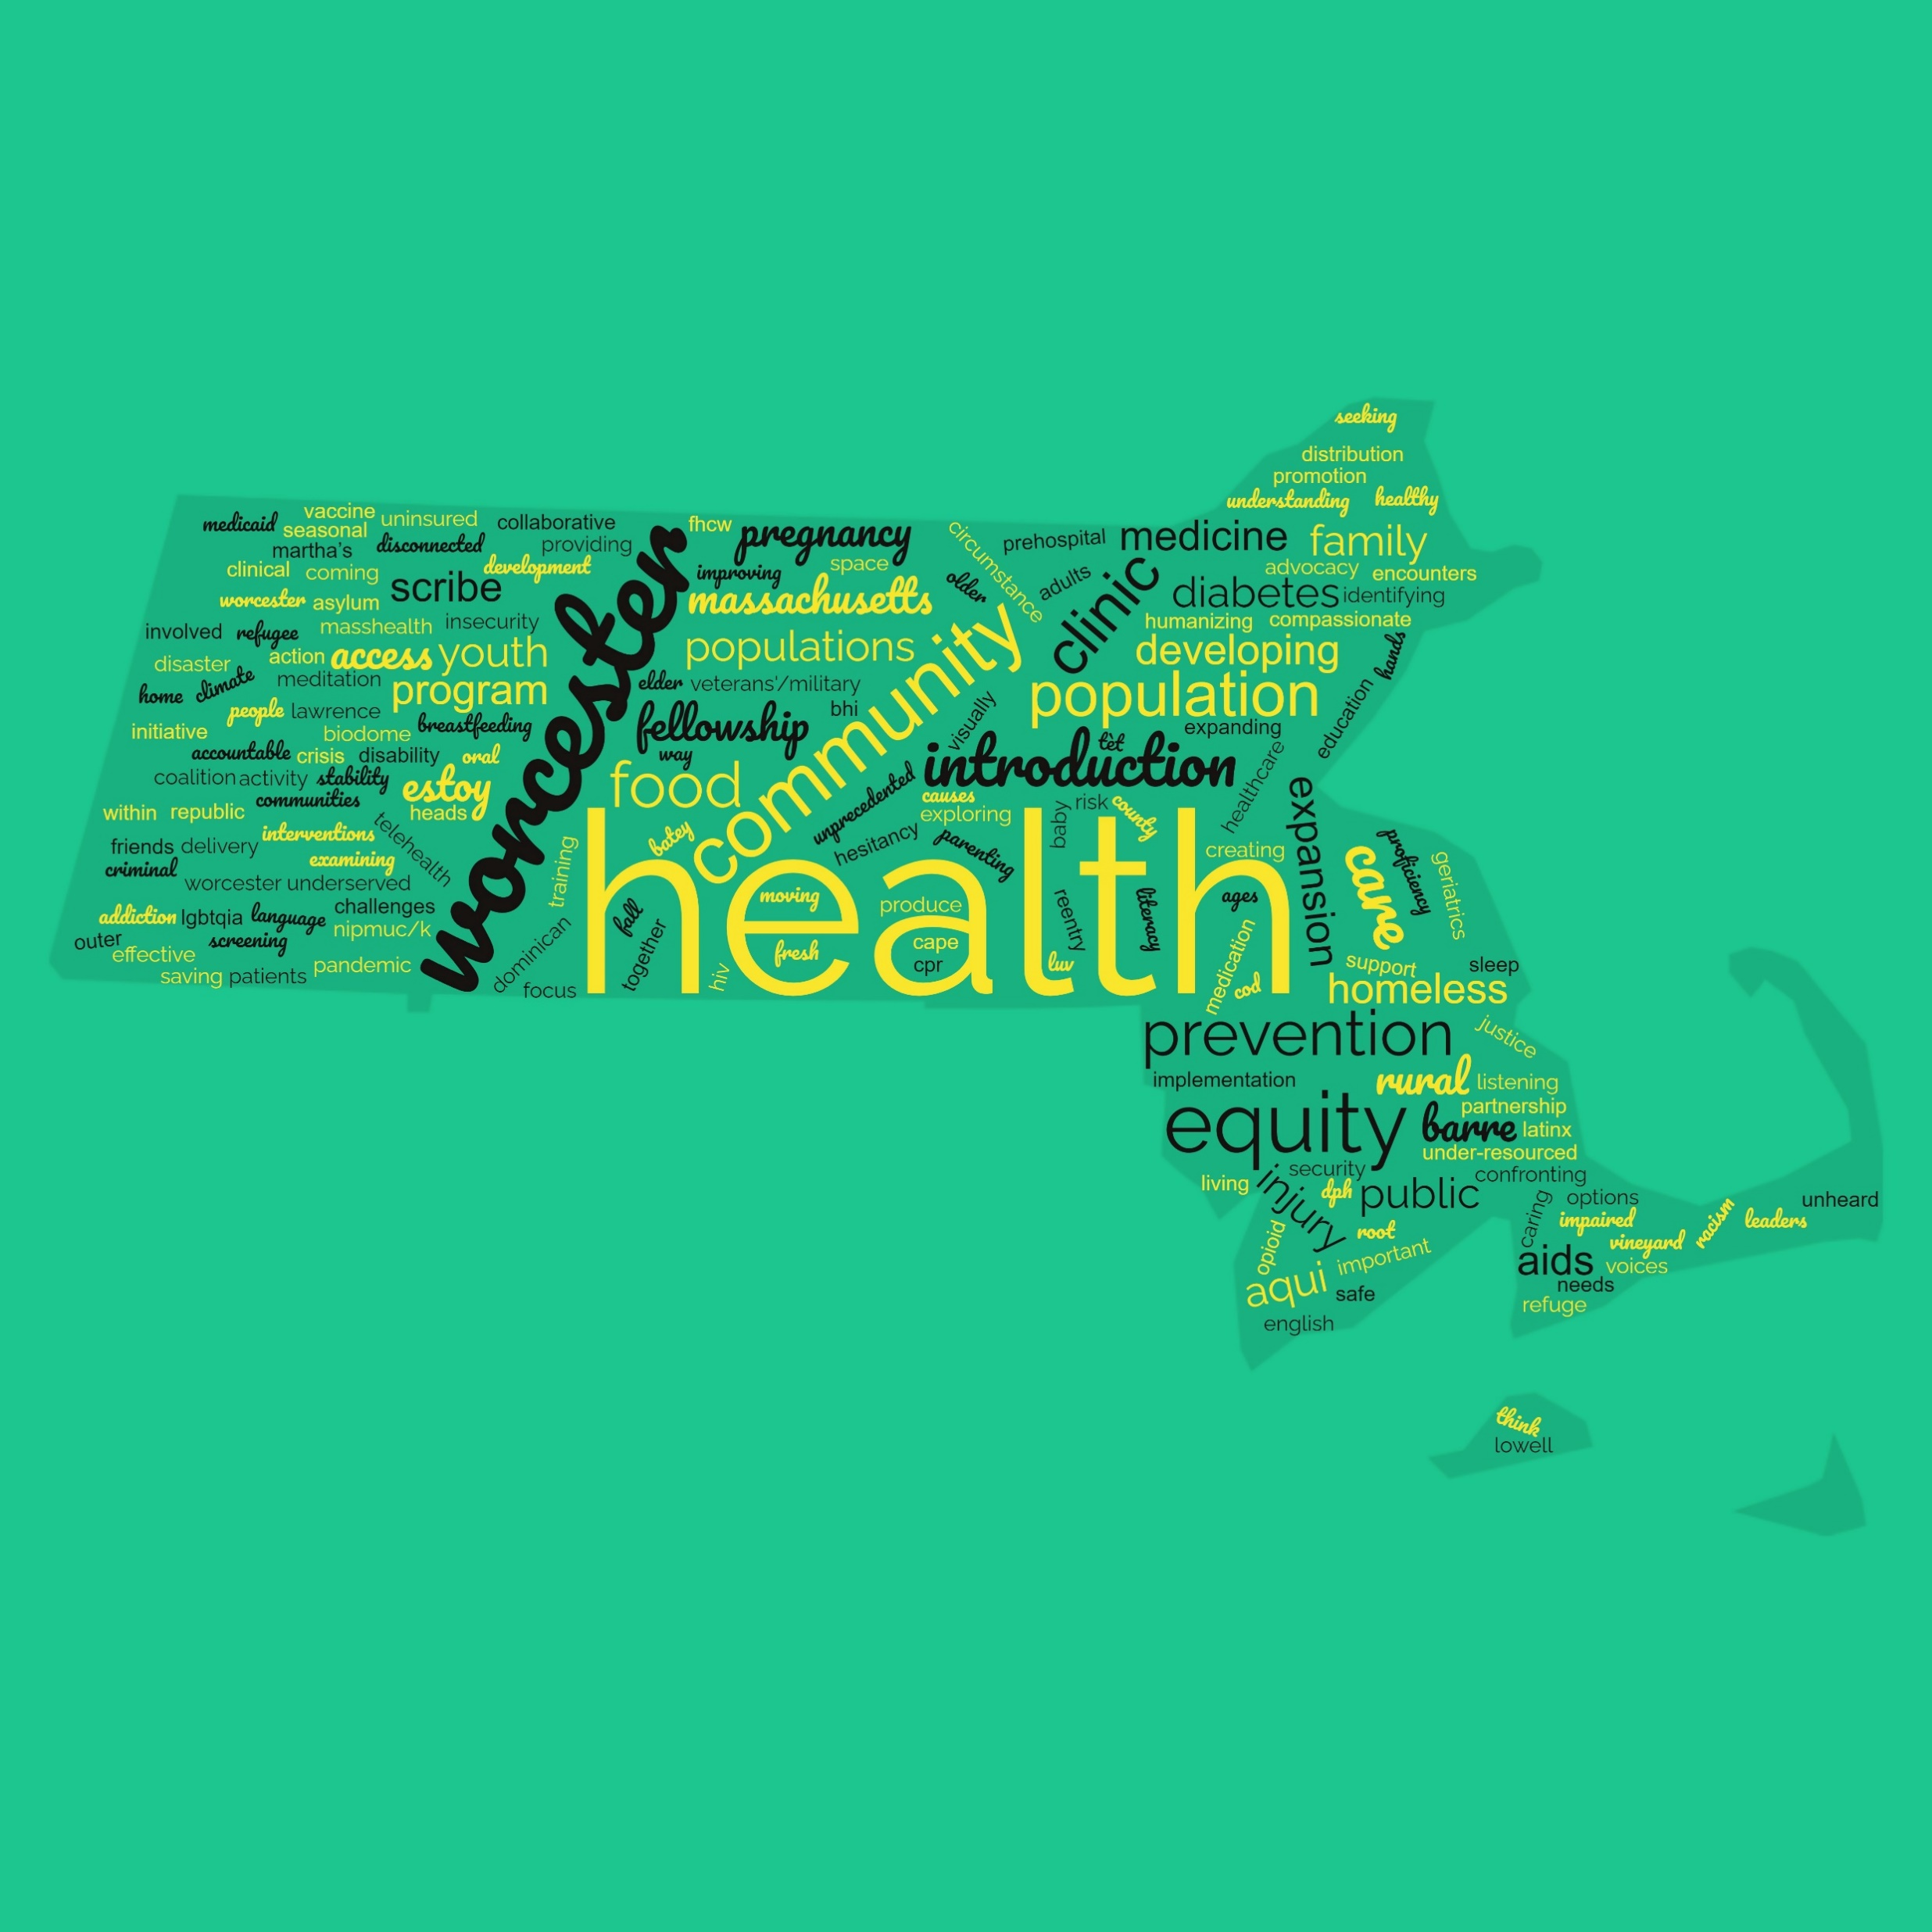 seeking
distribution
promotion
understanding healthy
medicaid vaccine uninsured collaborative
seasonal
martha's disconnected providing
clinical coming development
scribe
worcester asylum
involved refugee masshealth insecurity
disaster action access youth
home climate meditation program
people lawrence
initiative biodome breastfeeding
accountable crisis disability oral
coalition activity stability estoy
communities
within republic heads
interventions telehealth
friends delivery examining
criminal
worcester underserved
addiction lgbtqia language challenges
nipmuc/k
outer screening
effective
saving patients pandemic
worcester
fhcw pregnancy
improving space
massachusetts
populations
elder veterans'/military
fellowship bhi
way
food
community
circumstance
older adults
prehospital medicine family
clinic
advocacy encounters
diabetes identifying
humanizing compassionate
developing hands
population
education
expanding
visually
tèt
introduction
healthcare
unprecedented
causes risk county
exploring baby
hesitancy parenting
batey
training
creating
health
moving produce
fresh cape
cpr
reentry literacy ages
luv
medication
cod
dominican
focus
fall
together
hiv
expansion
care proficiency geriatrics
support sleep
homeless
prevention justice
implementation rural listening
partnership
equity barre latinx
under-resourced
security confronting
living injury dph public
caring options unheard
opioid root impaired racism leaders
vineyard
important aids voices
aqui safe needs
refuge
english
think
lowell